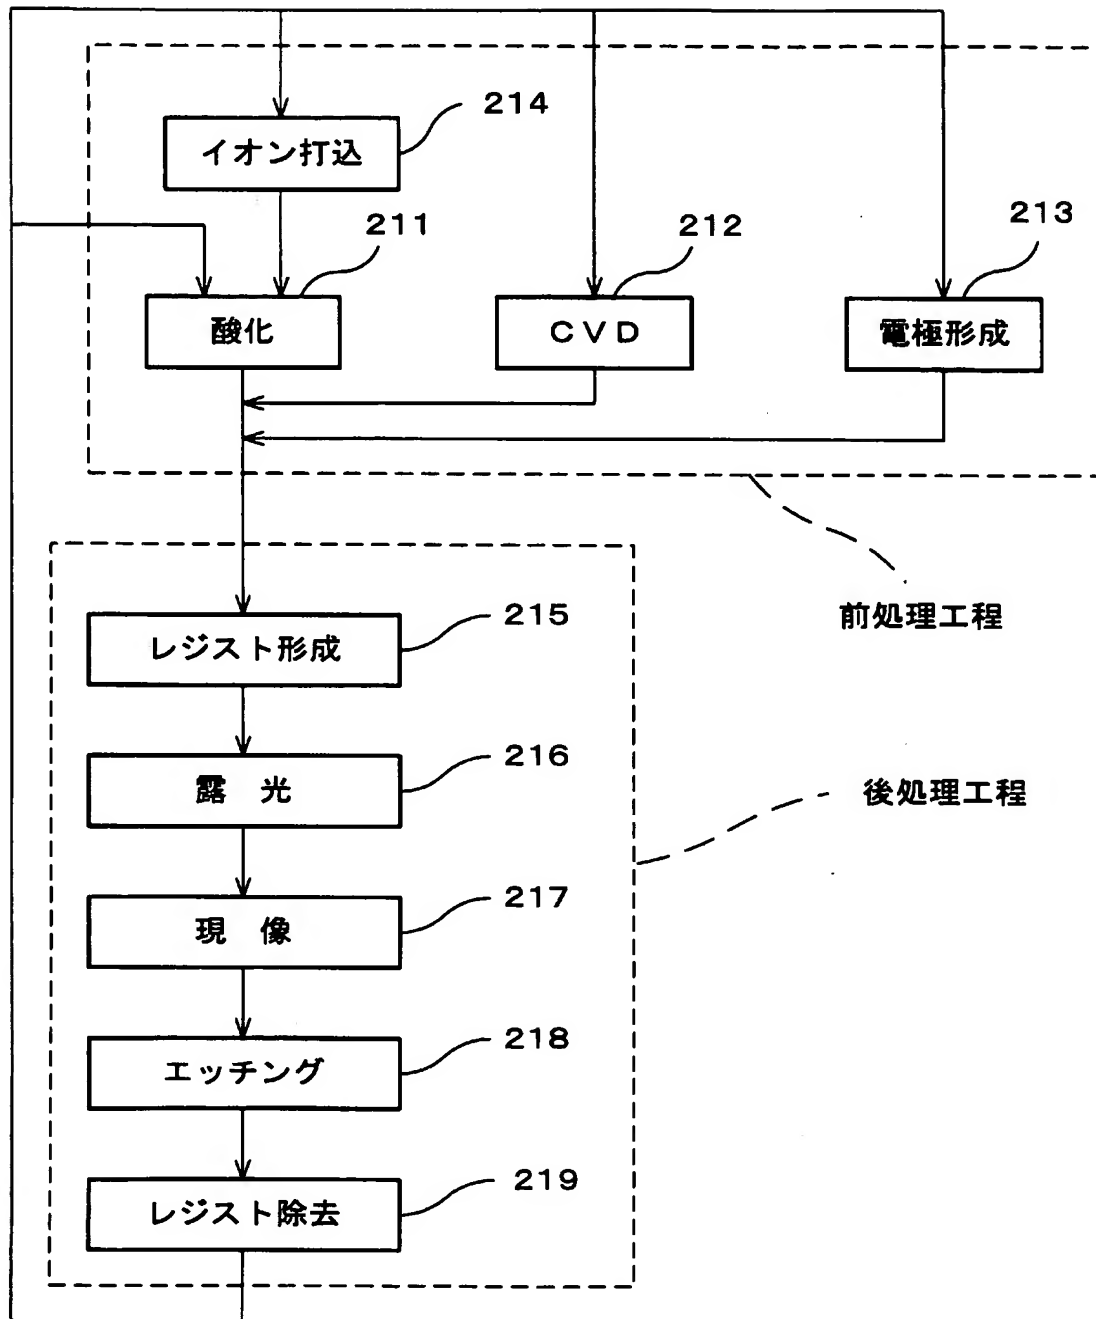 214
イオン打込
211
212
213
酸化
CVD
電極形成
前処理工程
215
レジスト形成
216
露 光
後処理工程
217
現 像
218
エッチング
219
レジスト除去